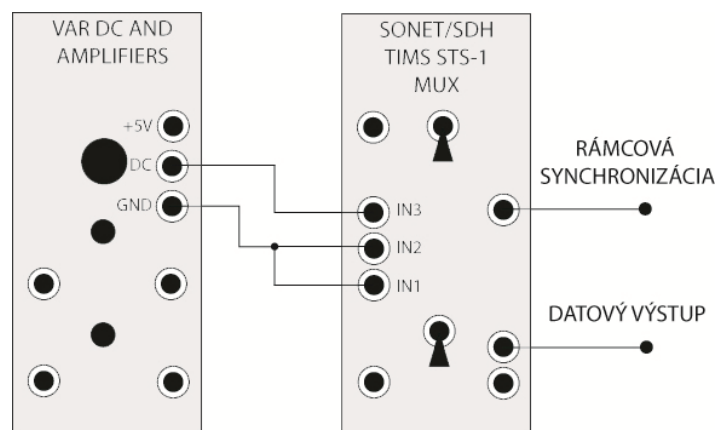 VAR DC AND
AMPLIFIERS
+5V
DC
GND
SONET/SDH
TIMS STS-1
MUX
IN3
IN2
IN1
RÁMCOVÁ
SYNCHRONIZÁCIA
DATOVÝ VÝSTUP